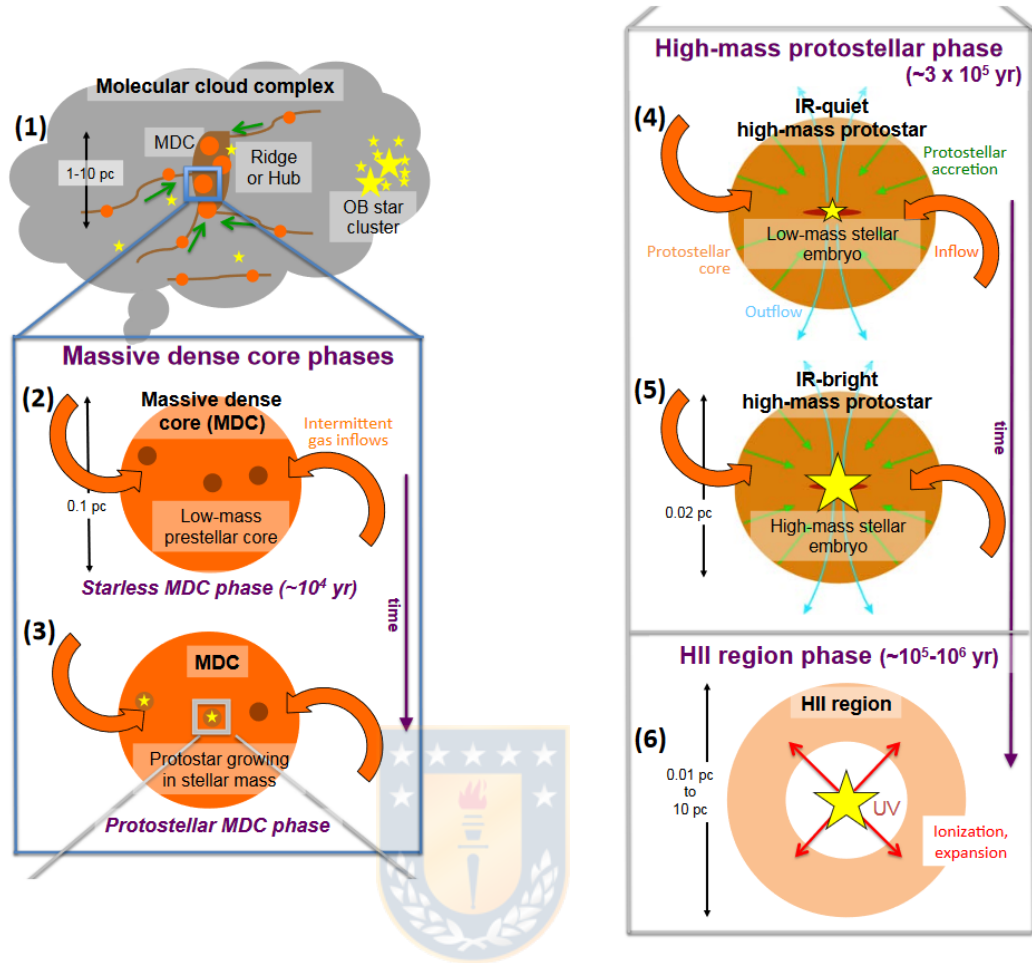 (1)
Molecular cloud complex
MDC
1-10 pc
Ridge
or Hub
OB star
cluster
Massive dense core phases
(2)
Massive dense
core (MDC)
Intermittent
gas inflows
0.1 pc
Low-mass
prestellar core
Starless MDC phase (~10⁴ yr)
time
(3)
MDC
Protostar growing
in stellar mass
Protostellar MDC phase
High-mass protostellar phase
(~3 x 10⁵ yr)
(4)
IR-quiet
high-mass protostar
Protostellar
accretion
Low-mass stellar
embryo
Protostellar
core
Inflow
Outflow
(5)
IR-bright
high-mass protostar
time
0.02 pc
High-mass stellar
embryo
HII region phase (~10⁵-10⁶ yr)
(6)
HII region
0.01 pc
to
10 pc
UV
Ionization,
expansion